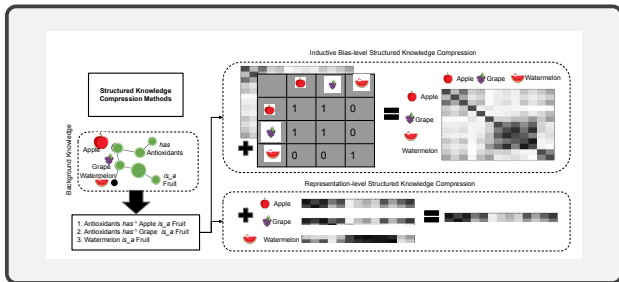 Inductive Bias-level Structured Knowledge Compression
Structured Knowledge
Compression Methods
Background Knowledge
Apple
has
Antioxidants
Grape
Watermelon
is_a
Fruit
1. Antioxidants has⁻¹ Apple is_a Fruit
2. Antioxidants has⁻¹ Grape is_a Fruit
3. Watermelon is_a Fruit
1 1 0
1 1 0
0 0 1
Apple Grape Watermelon
Apple
Grape
Watermelon
Representation-level Structured Knowledge Compression
Apple
Grape
Watermelon